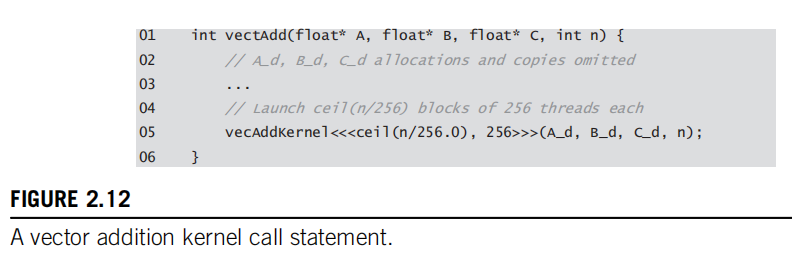 01 int vectAdd(float* A, float* B, float* C, int n) {
02 // A_d, B_d, C_d allocations and copies omitted
03 ...
04 // Launch ceil(n/256) blocks of 256 threads each
05 vecAddKernel<<<ceil(n/256.0), 256>>>(A_d, B_d, C_d, n);
06 }
FIGURE 2.12
A vector addition kernel call statement.